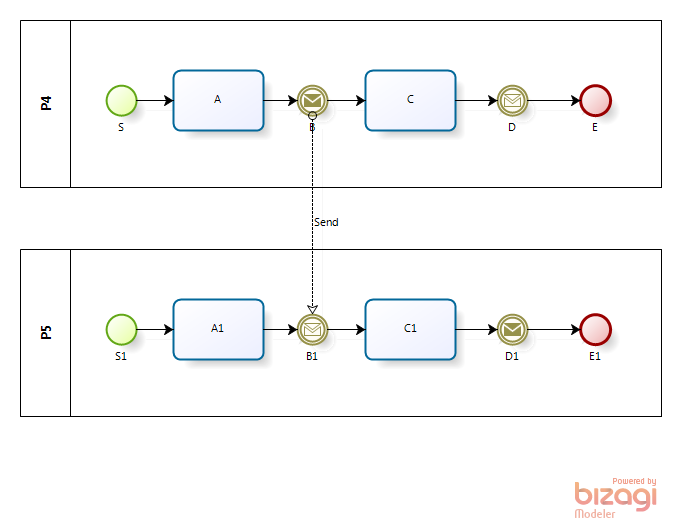 P4
A
C
S
B
D
E
Send
P5
A1
C1
S1
B1
D1
E1
Powered by
bizagi
Modeler